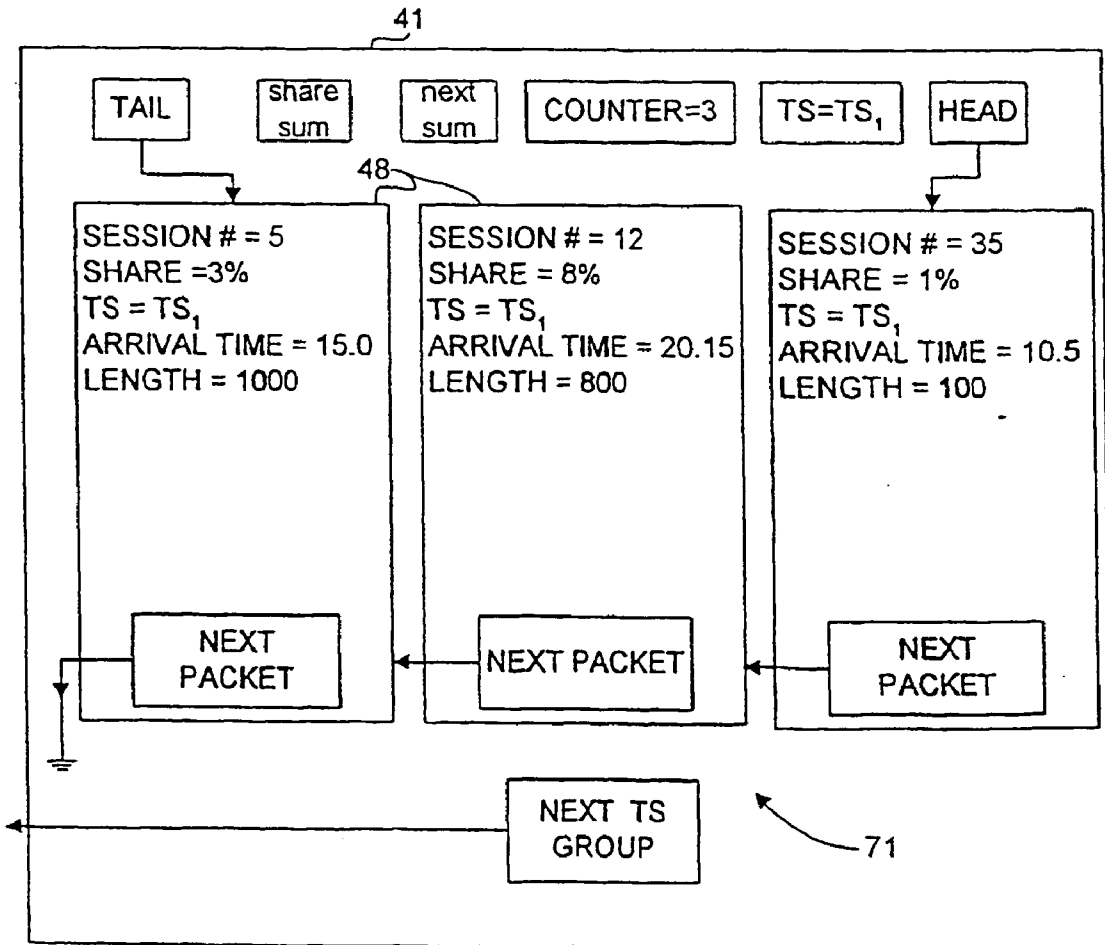 41
TAIL
share
sum
next
sum
COUNTER=3
TS=TS₁
HEAD
48
SESSION # = 5
SHARE =3%
TS = TS₁
ARRIVAL TIME = 15.0
LENGTH = 1000
NEXT
PACKET
SESSION # = 12
SHARE = 8%
TS = TS₁
ARRIVAL TIME = 20.15
LENGTH = 800
NEXT PACKET
SESSION # = 35
SHARE = 1%
TS = TS₁
ARRIVAL TIME = 10.5
LENGTH = 100
NEXT
PACKET
NEXT TS
GROUP
71